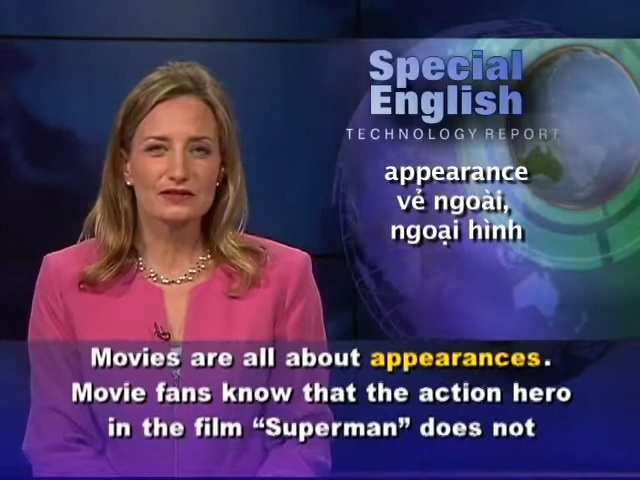 Special
English
TECHNOLOGY REPORT
appearance
vẻ ngoài,
ngoại hình
Movies are all about appearances.
Movie fans know that the action hero
in the film “Superman” does not